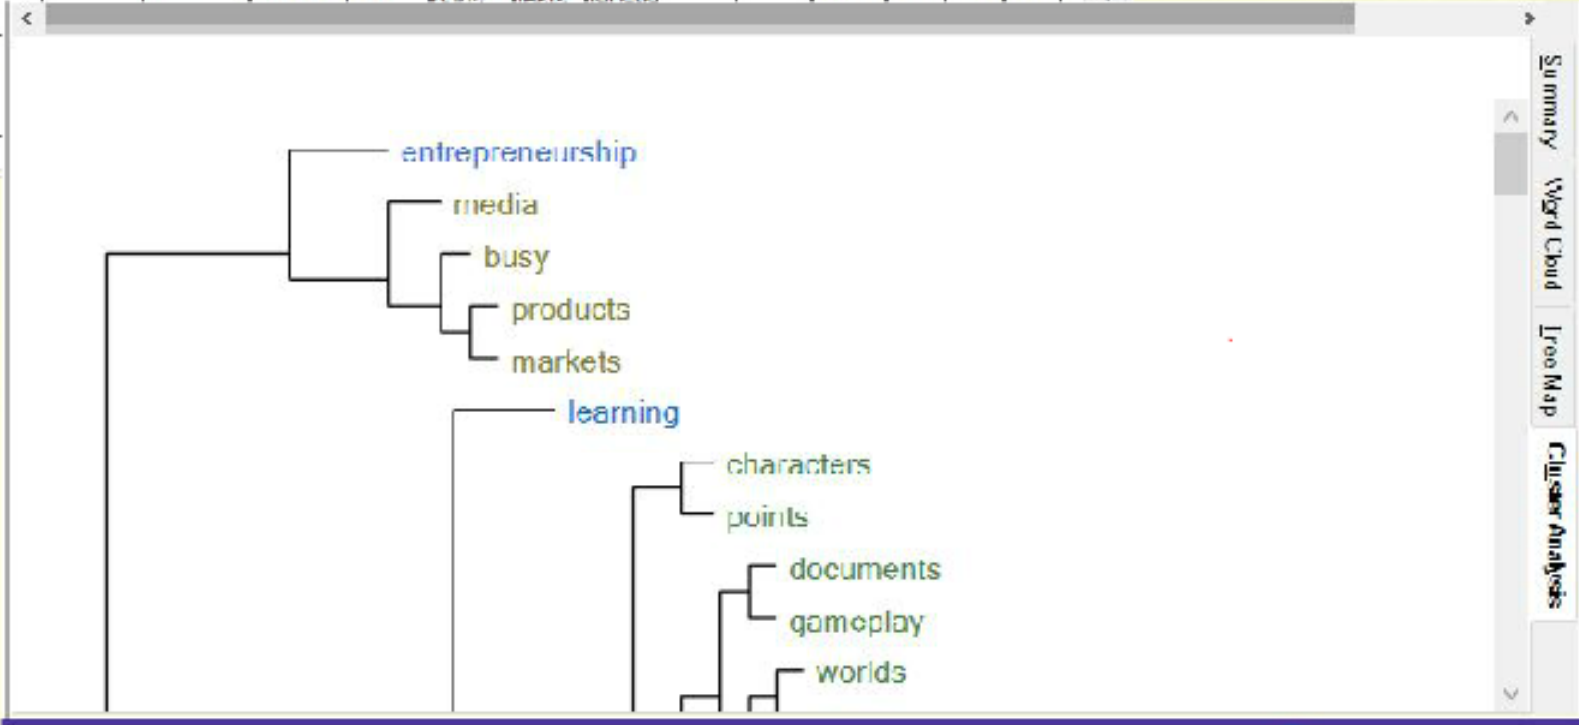 entrepreneurship
media
busy
products
markets
learning
characters
points
documents
gameplay
worlds
Summary
Word Cloud
Tree Map
Cluster Analysis